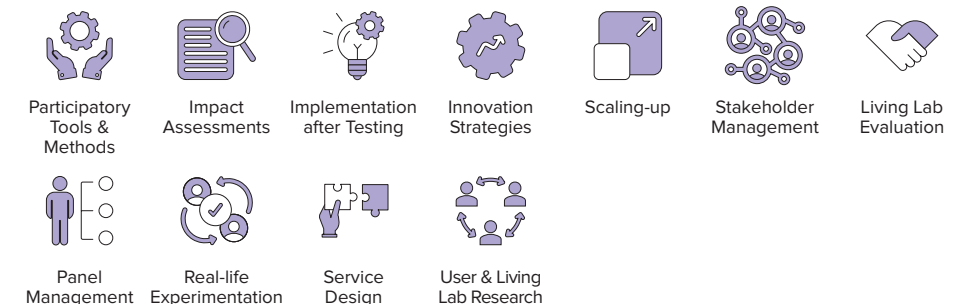 Participatory
Tools &
Methods
Impact
Assessments
Implementation
after Testing
Innovation
Strategies
Scaling-up
Stakeholder
Management
Living Lab
Evaluation
Panel
Management
Real-life
Experimentation
Service
Design
User & Living
Lab Research